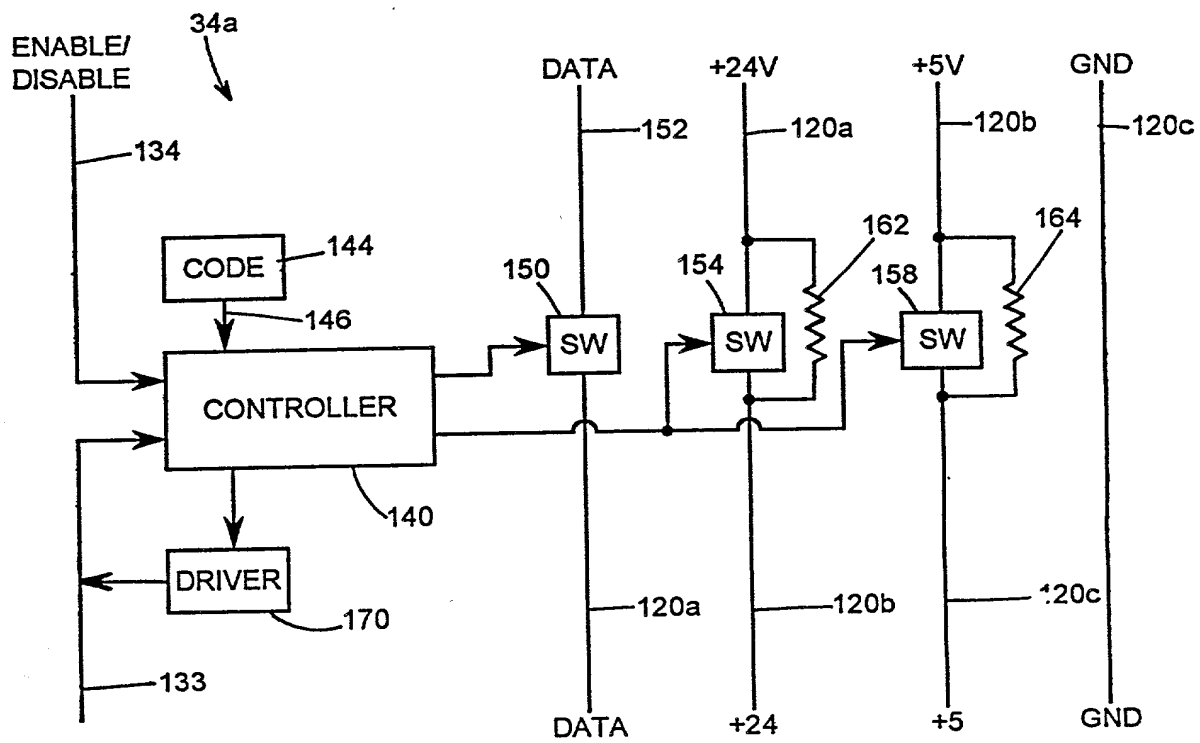 34a
ENABLE/
DISABLE
DATA
+24V
+5V
GND
134
152
120a
120b
120c
144
CODE
146
150
154
162
158
164
SW
SW
SW
CONTROLLER
140
DRIVER
170
120a
120b
120c
133
DATA
+24
+5
GND